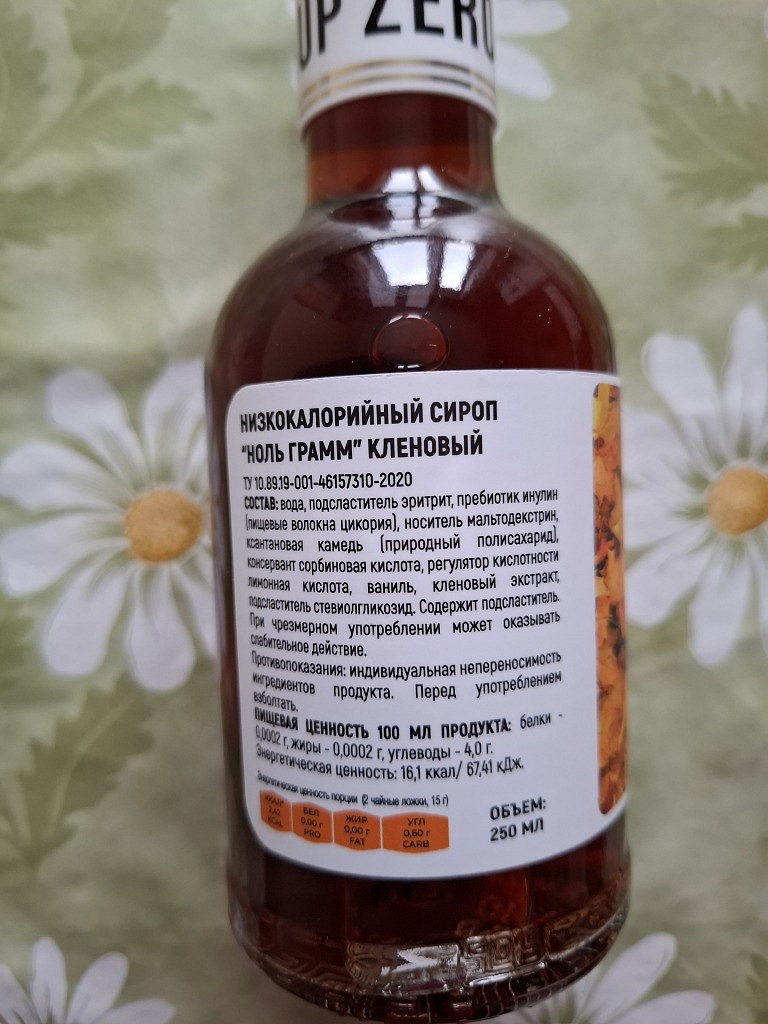 UP ZERO
НИЗКОКАЛОРИЙНЫЙ СИРОП
"НОЛЬ ГРАММ" КЛЕНОВЫЙ
ТУ 10.89.19-001-46157310-2020
СОСТАВ: вода, подсластитель эритрит, пребиотик инулин
(пищевые волокна цикория), носитель мальтодекстрин,
ксантановая камедь (природный полисахарид),
консервант сорбиновая кислота, регулятор кислотности
лимонная кислота, ваниль, кленовый экстракт,
подсластитель стевиолгликозид. Содержит подсластитель.
При чрезмерном употреблении может оказывать
слабительное действие.
Противопоказания: индивидуальная непереносимость
ингредиентов продукта. Перед употреблением
взболтать.
ПИЩЕВАЯ ЦЕННОСТЬ 100 МЛ ПРОДУКТА: белки -
0,0002 г, жиры - 0,0002 г, углеводы - 4,0 г.
Энергетическая ценность: 16,1 ккал/ 67,41 кДж.
Энергетическая ценность порции (2 чайные ложки, 15 г)
ККАЛ
2,42
KCAL
БЕЛ
0,00 г
PRO
ЖИР
0,00 г
FAT
УГЛ
0,60 г
CARB
ОБЪЕМ:
250 МЛ